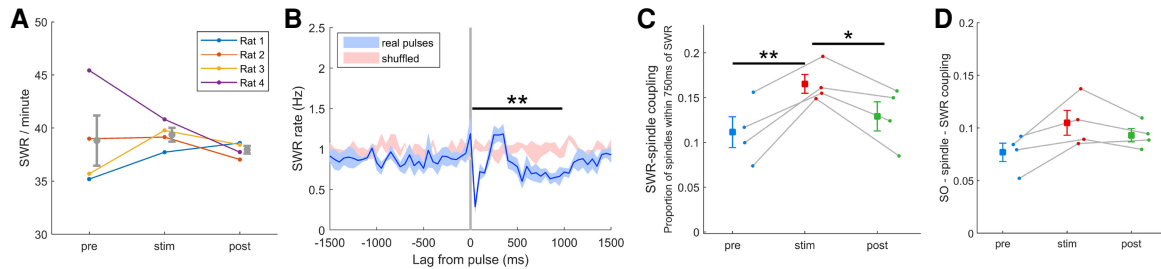 A
SWR / minute
50
45
40
35
30
pre
stim
post
Rat 1
Rat 2
Rat 3
Rat 4
B
SWR rate (Hz)
2.5
2
1.5
1
0.5
0
real pulses
shuffled
**
-1500
-1000
-500
0
500
1000
1500
Lag from pulse (ms)
C
SWR-spindle coupling
Proportion of spindles within 750ms of SWR
0.2
0.15
0.1
0.05
0
**
*
pre
stim
post
D
SO - spindle - SWR coupling
0.2
0.15
0.1
0.05
0
pre
stim
post